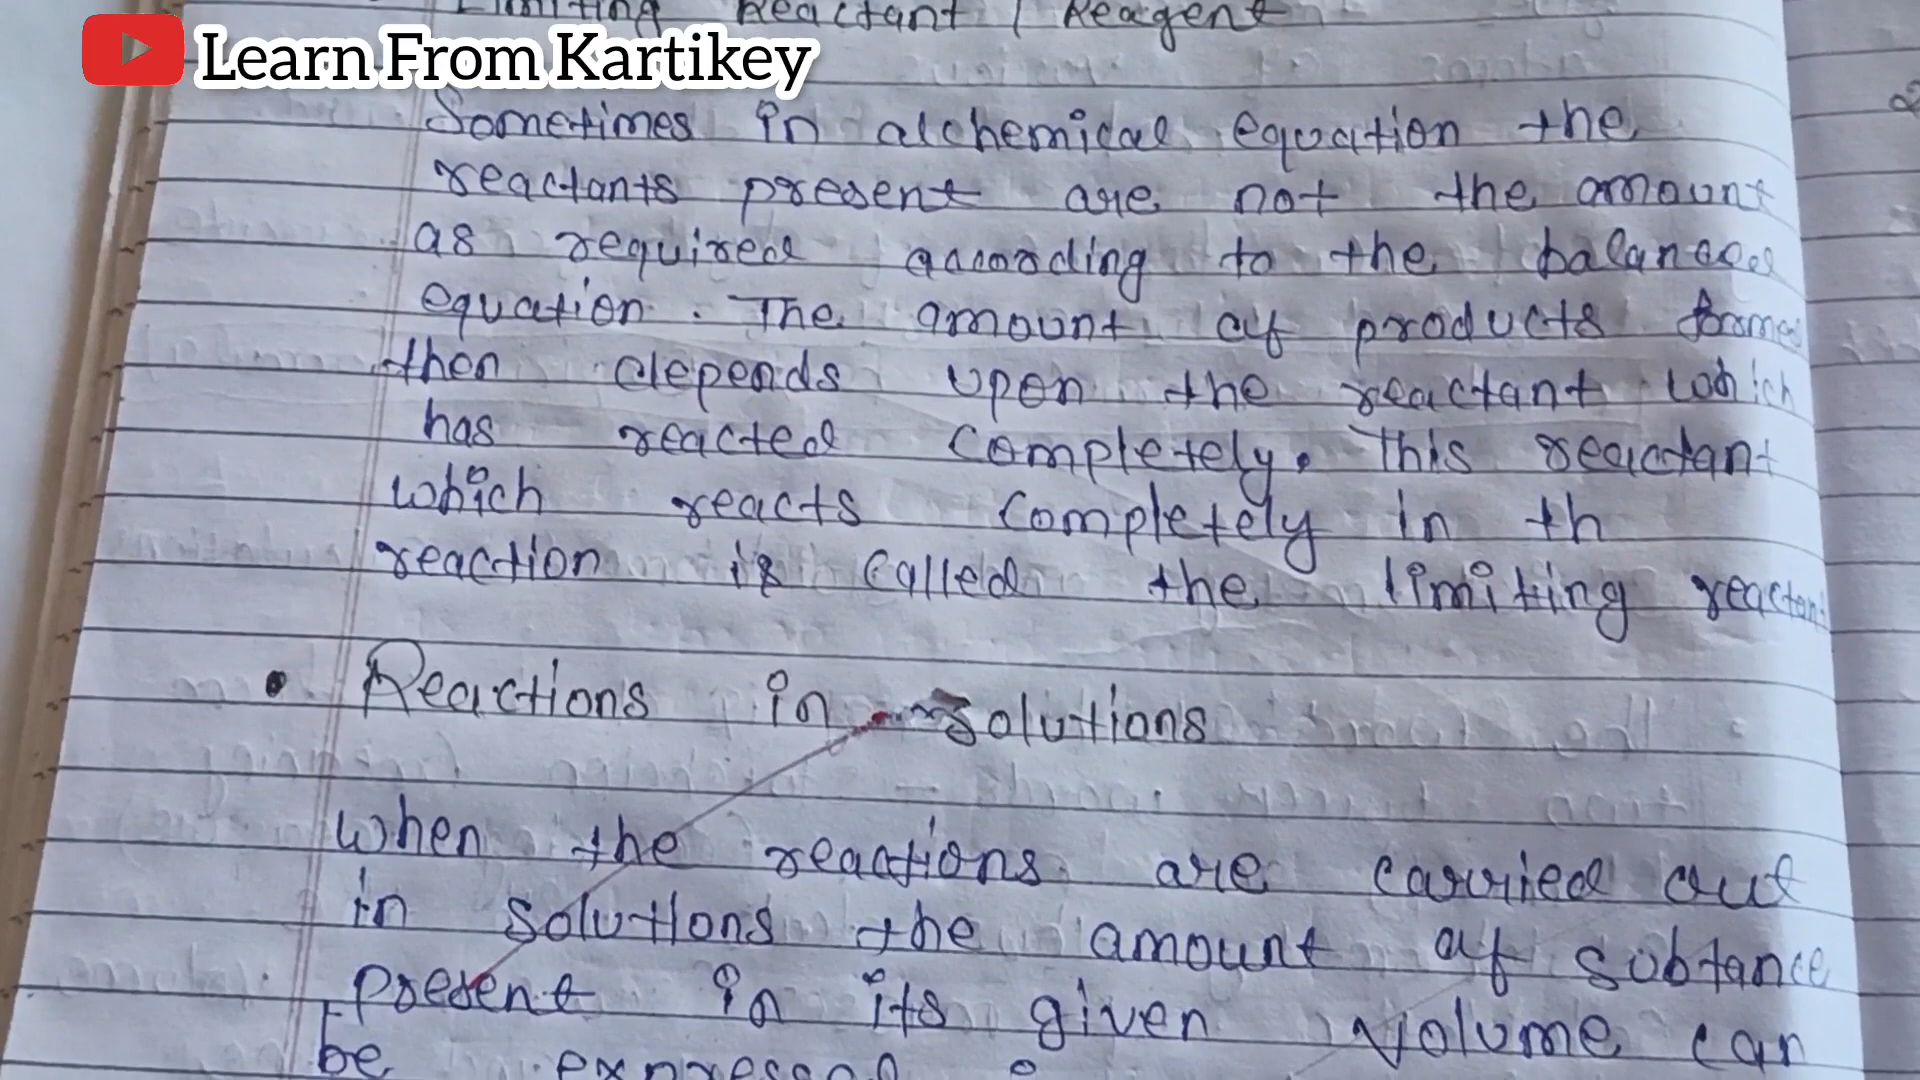 Limiting Reactant / Reagent
Learn From Kartikey
Sometimes in alchemical equation the
reactants present are not the amount
as required according to the balanced
equation. The amount of products formed
then depends upon the reactant which
has reacted completely. This reactant
which reacts completely in th
reaction is called the limiting reactant
• Reactions in solutions
When the reactions are carried out
in solutions the amount of subtance
present in its given volume can
be expressed